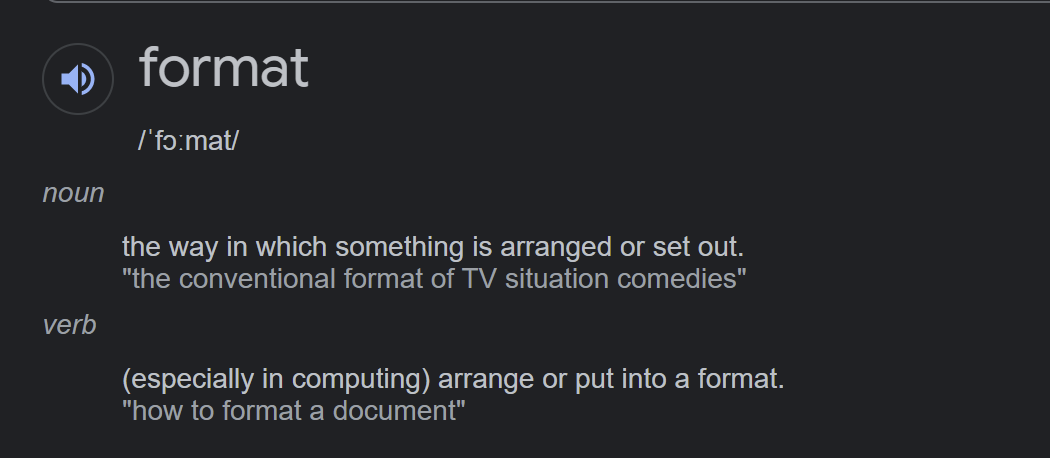 format
/ˈfɔːmat/
noun
the way in which something is arranged or set out.
"the conventional format of TV situation comedies"
verb
(especially in computing) arrange or put into a format.
"how to format a document"